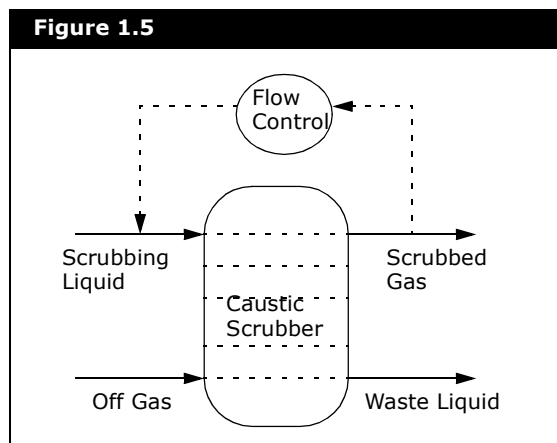 Figure 1.5
Flow
Control
Scrubbing
Liquid
Scrubbed
Gas
Caustic
Scrubber
Off Gas
Waste Liquid